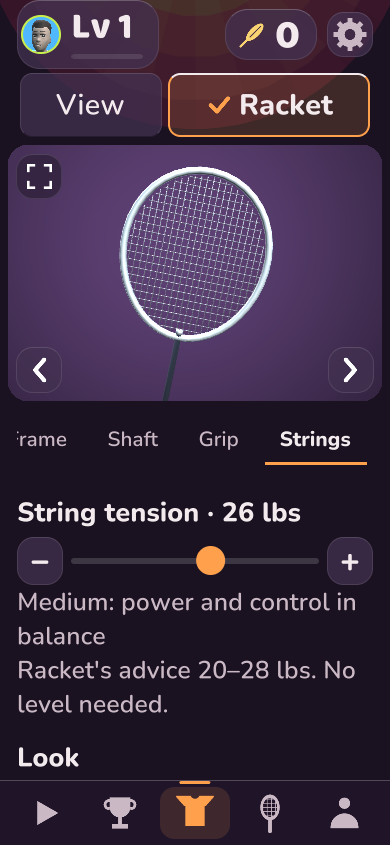 Lv 1
0
View
Racket
Shaft
Grip
Strings
String tension · 26 lbs
Medium: power and control in
balance
Racket's advice 20–28 lbs. No
level needed.
Look